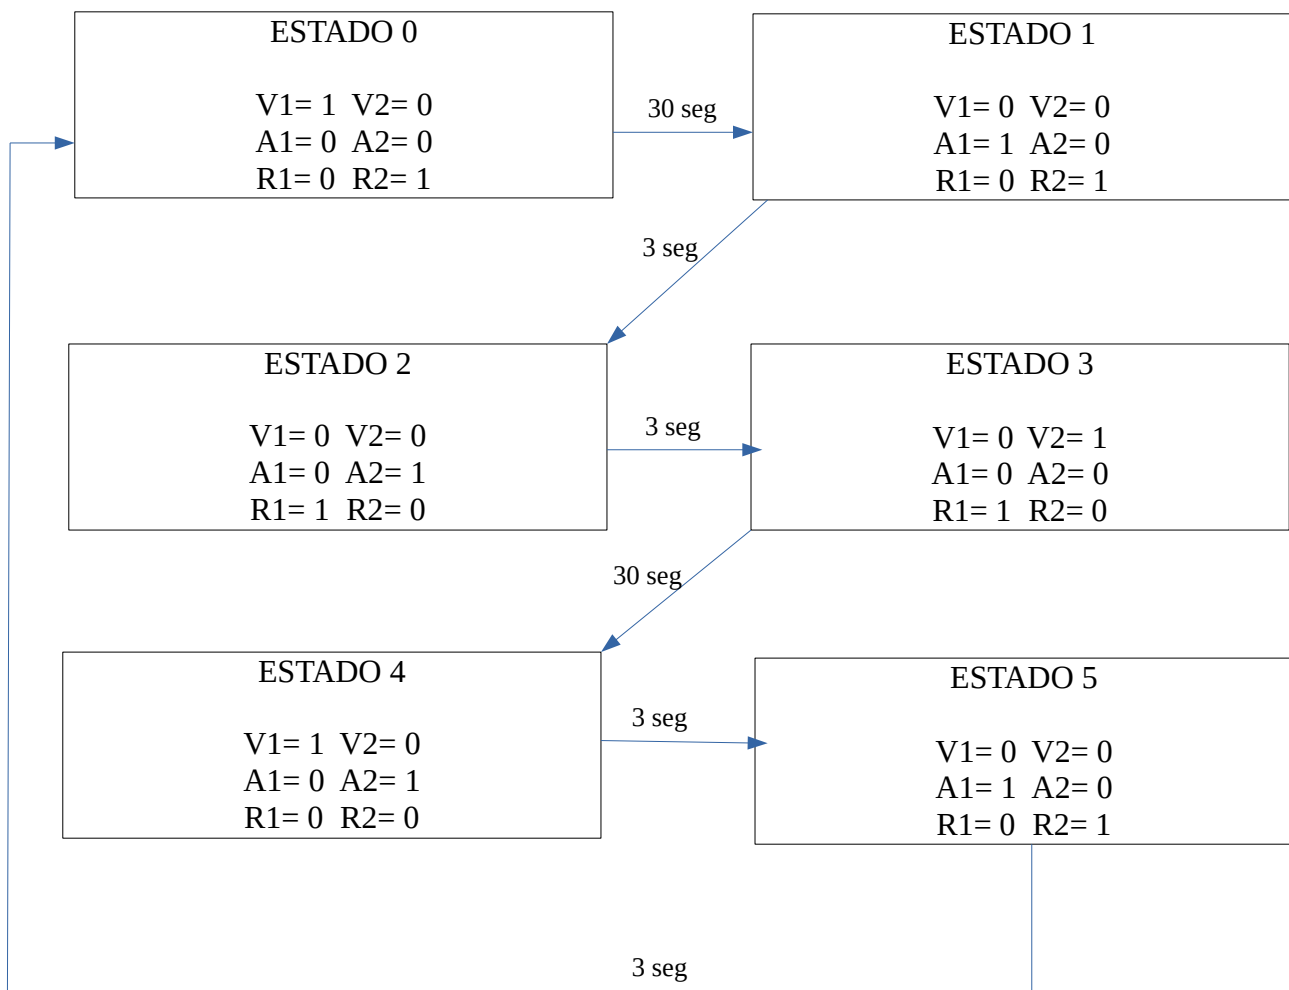 ESTADO 0
V1= 1 V2= 0
A1= 0 A2= 0
R1= 0 R2= 1
30 seg
ESTADO 1
V1= 0 V2= 0
A1= 1 A2= 0
R1= 0 R2= 1
3 seg
ESTADO 2
V1= 0 V2= 0
A1= 0 A2= 1
R1= 1 R2= 0
3 seg
ESTADO 3
V1= 0 V2= 1
A1= 0 A2= 0
R1= 1 R2= 0
30 seg
ESTADO 4
V1= 1 V2= 0
A1= 0 A2= 1
R1= 0 R2= 0
3 seg
ESTADO 5
V1= 0 V2= 0
A1= 1 A2= 0
R1= 0 R2= 1
3 seg